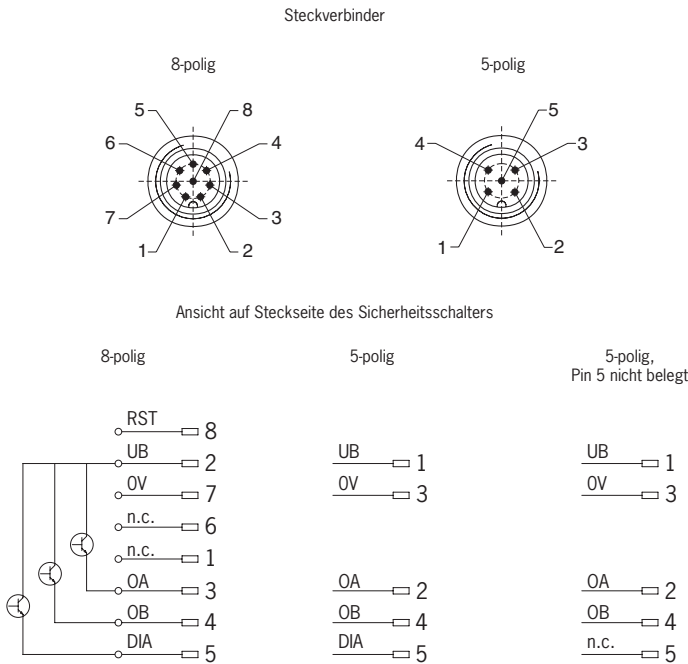 Steckverbinder
8-polig
5-polig
5
8
6
4
7
3
1
2
5
4
3
1
2
Ansicht auf Steckseite des Sicherheitsschalters
8-polig
5-polig
5-polig,
Pin 5 nicht belegt
RST 8
UB 2
0V 7
n.c. 6
n.c. 1
OA 3
OB 4
DIA 5
UB 1
0V 3
OA 2
OB 4
DIA 5
UB 1
0V 3
OA 2
OB 4
n.c. 5